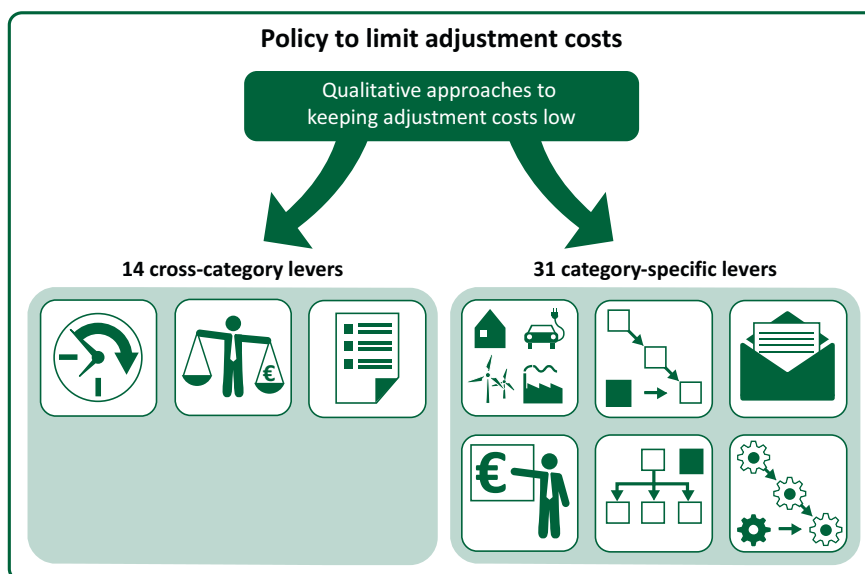 Policy to limit adjustment costs
Qualitative approaches to
keeping adjustment costs low
14 cross-category levers
31 category-specific levers
€
€